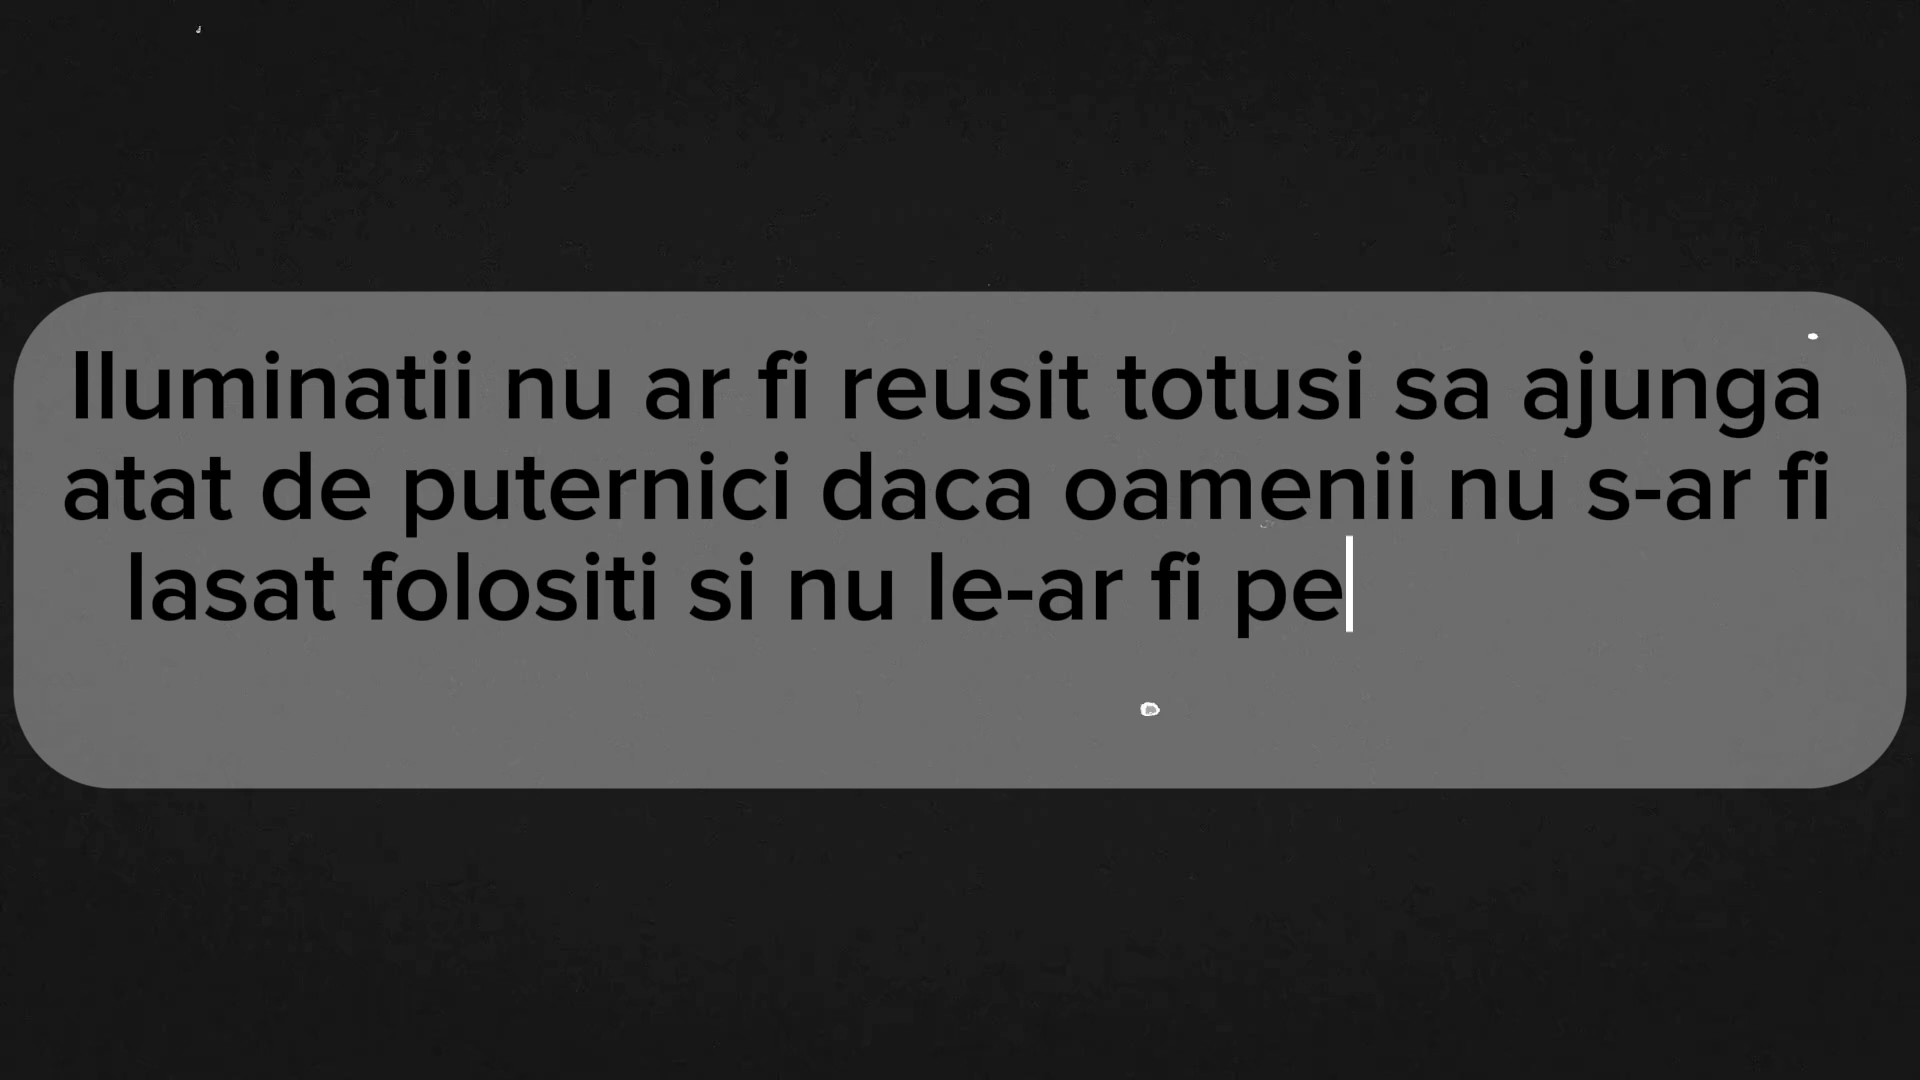 Iluminatii nu ar fi reusit totusi sa ajunga
atat de puternici daca oamenii nu s-ar fi
lasat folositi si nu le-ar fi pe